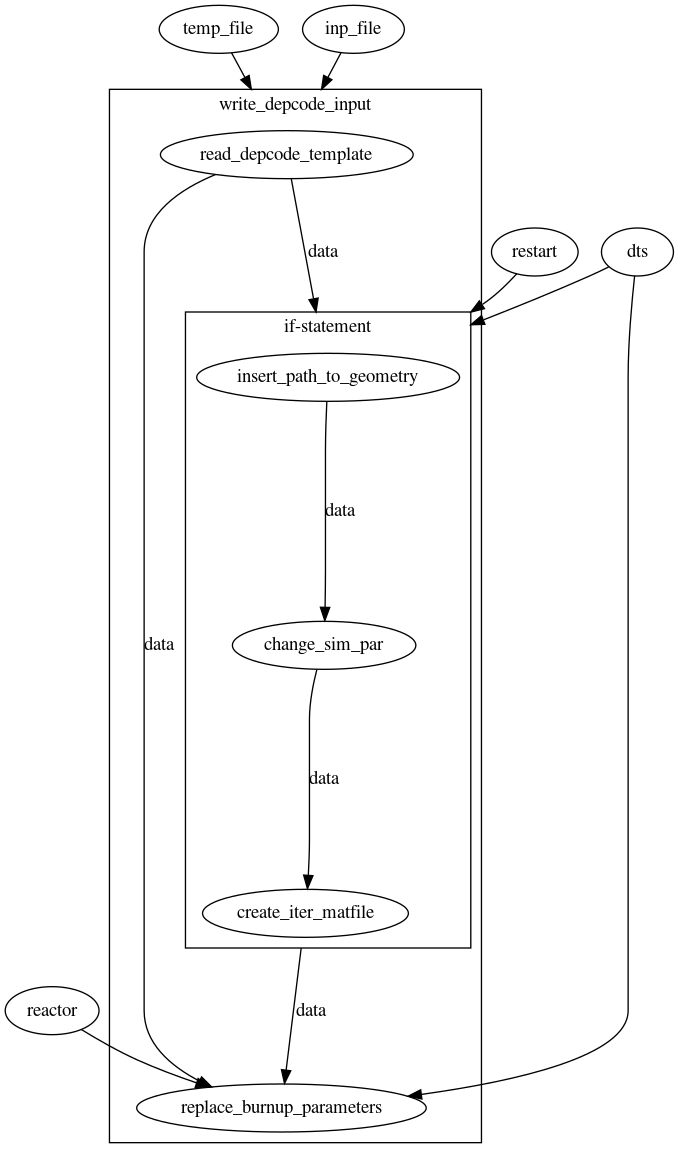 temp_file
inp_file
write_depcode_input
read_depcode_template
restart
dts
data
if-statement
insert_path_to_geometry
data
data
change_sim_par
data
create_iter_matfile
reactor
data
replace_burnup_parameters